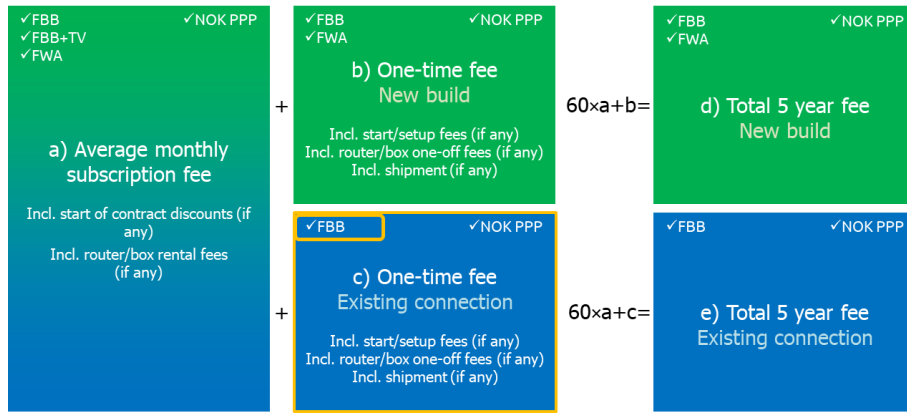 ✓FBB ✓NOK PPP
✓FBB+TV
✓FWA
a) Average monthly
subscription fee
Incl. start of contract discounts (if
any)
Incl. router/box rental fees
(if any)
+
✓FBB ✓NOK PPP
✓FWA
b) One-time fee
New build
Incl. start/setup fees (if any)
Incl. router/box one-off fees (if any)
Incl. shipment (if any)
60×a+b=
✓FBB ✓NOK PPP
✓FWA
d) Total 5 year fee
New build
+
✓FBB ✓NOK PPP
c) One-time fee
Existing connection
Incl. start/setup fees (if any)
Incl. router/box one-off fees (if any)
Incl. shipment (if any)
60×a+c=
✓FBB ✓NOK PPP
e) Total 5 year fee
Existing connection